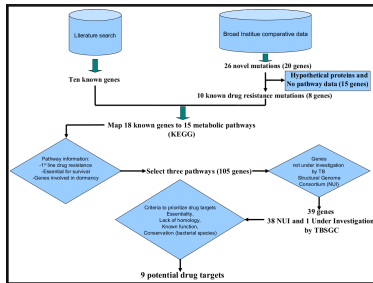 Literature search
Broad Institue comparative data
26 novel mutations (20 genes)
Hypothetical proteins and
No pathway data (15 genes)
Ten known genes
10 known drug resistance mutations (8 genes)
Map 18 known genes to 15 metabolic pathways
(KEGG)
Pathway information:
-1st line drug resistance
-Essential for survival
-Genes involved in dormancy
Select three pathways (105 genes)
Genes
not under investigation
by TB
Structural Genome
Consortium (NUI)
Criteria to prioritize drug targets
Essentiality,
Lack of homology,
Known function,
Conservation (bacterial species)
39 genes
38 NUI and 1 Under Investigation
by TBSGC
9 potential drug targets